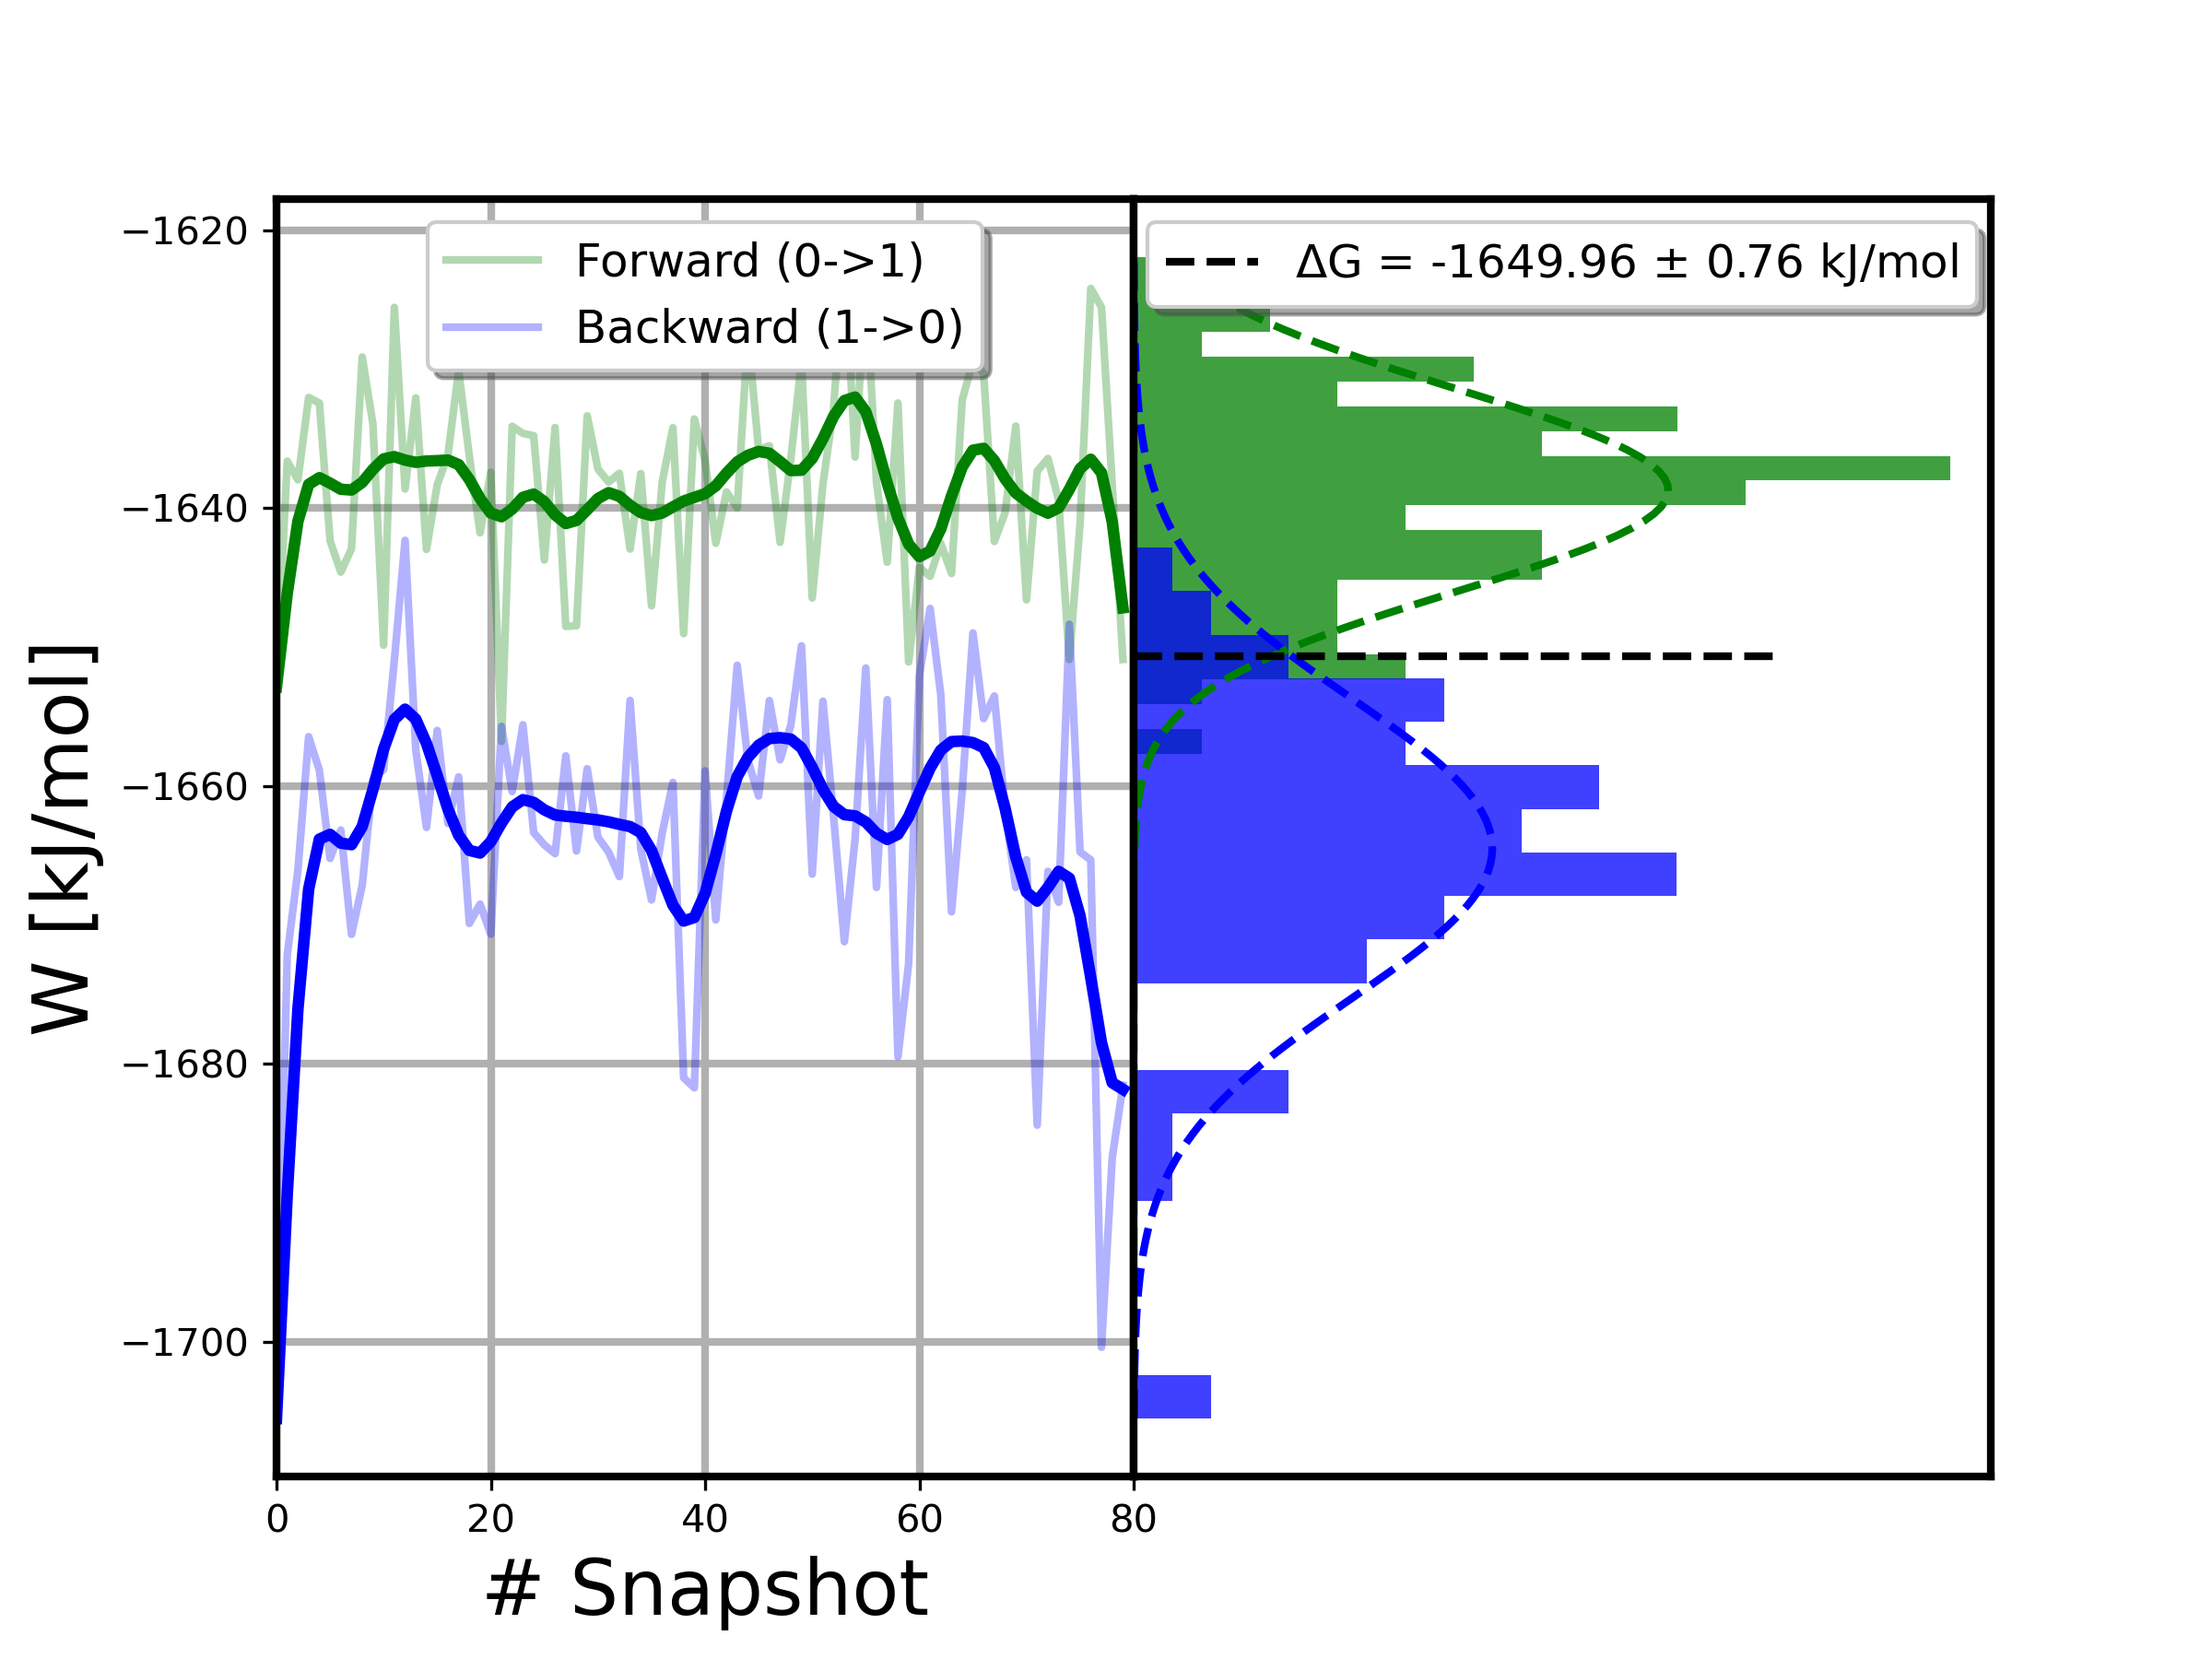 Forward (0->1)
Backward (1->0)
ΔG = -1649.96 ± 0.76 kJ/mol
W [kJ/mol]
−1620
−1640
−1660
−1680
−1700
0 20 40 60 80
# Snapshot